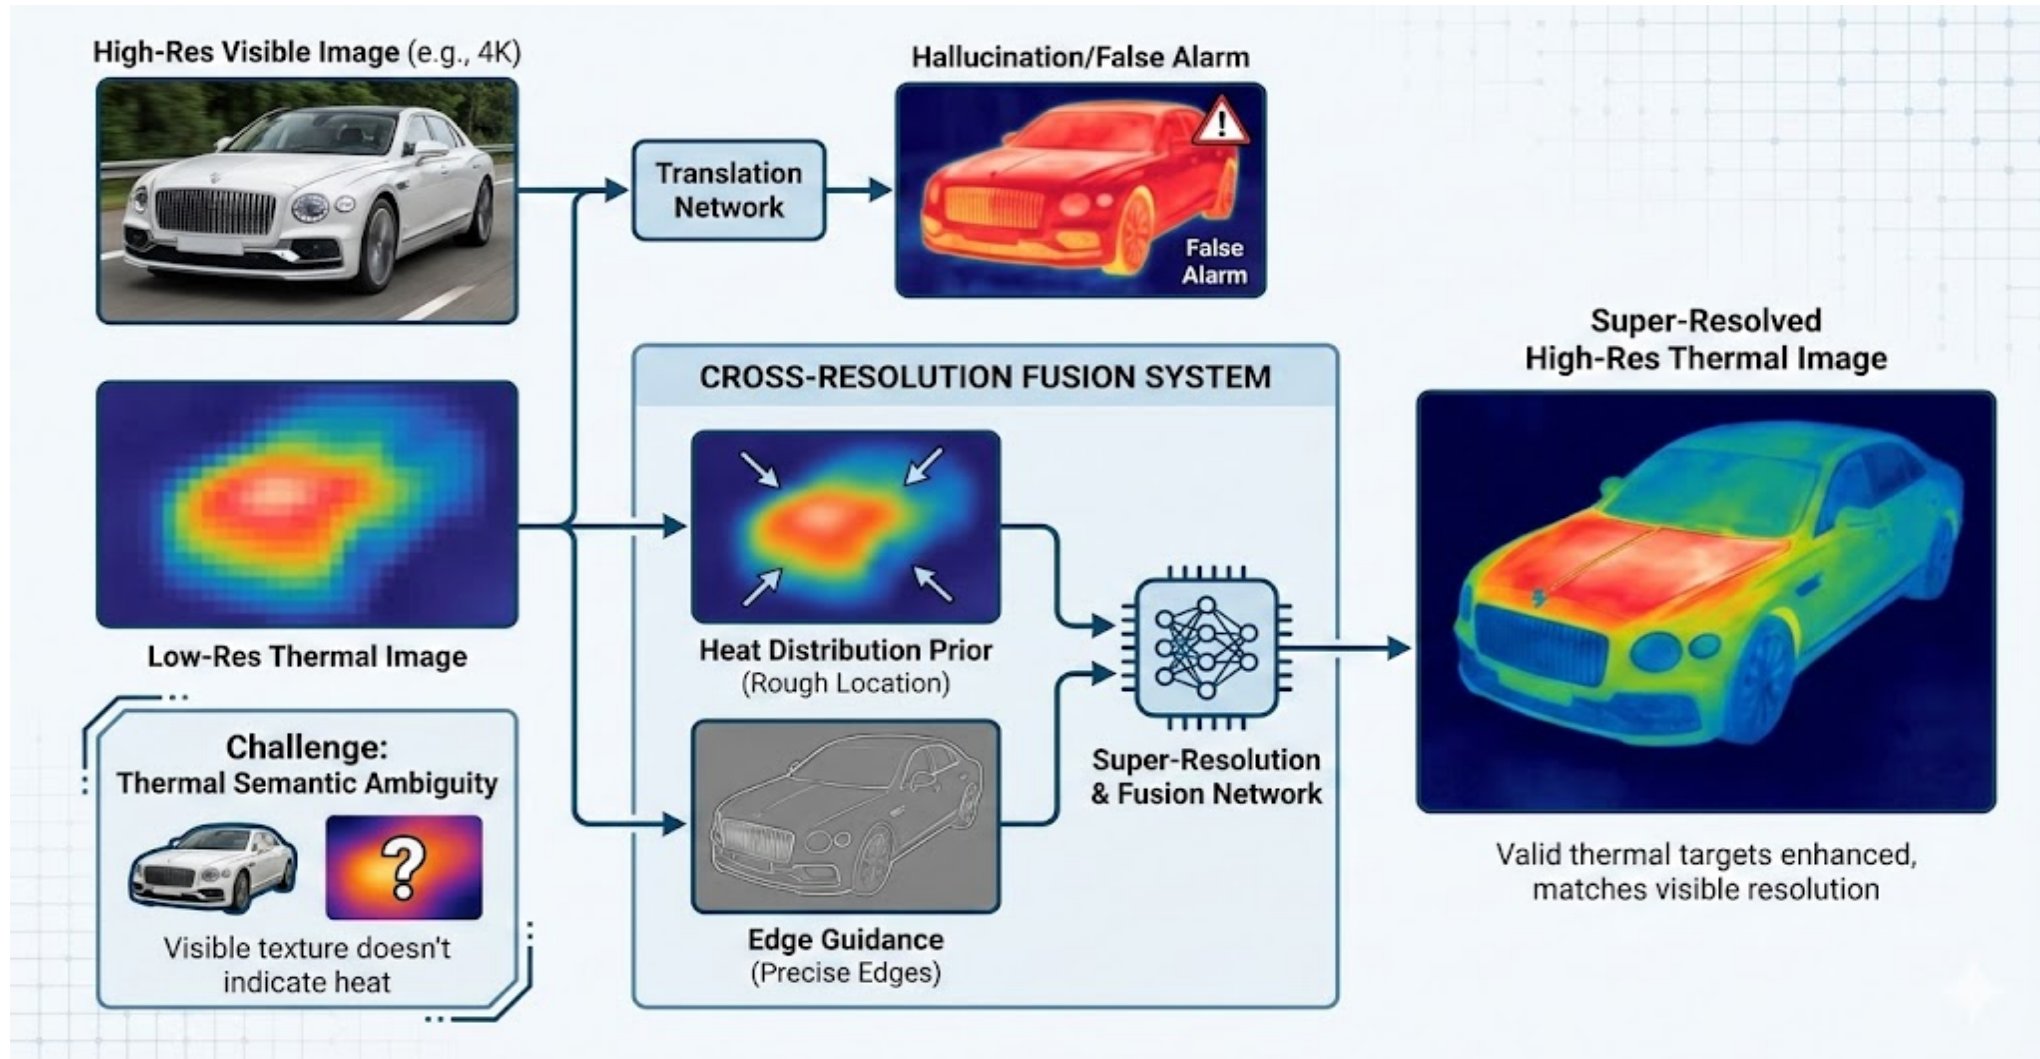 High-Res Visible Image (e.g., 4K)
Hallucination/False Alarm
Translation
Network
False
Alarm
Low-Res Thermal Image
CROSS-RESOLUTION FUSION SYSTEM
Heat Distribution Prior
(Rough Location)
Edge Guidance
(Precise Edges)
Super-Resolution
& Fusion Network
Super-Resolved
High-Res Thermal Image
Valid thermal targets enhanced,
matches visible resolution
Challenge:
Thermal Semantic Ambiguity
?
Visible texture doesn't
indicate heat